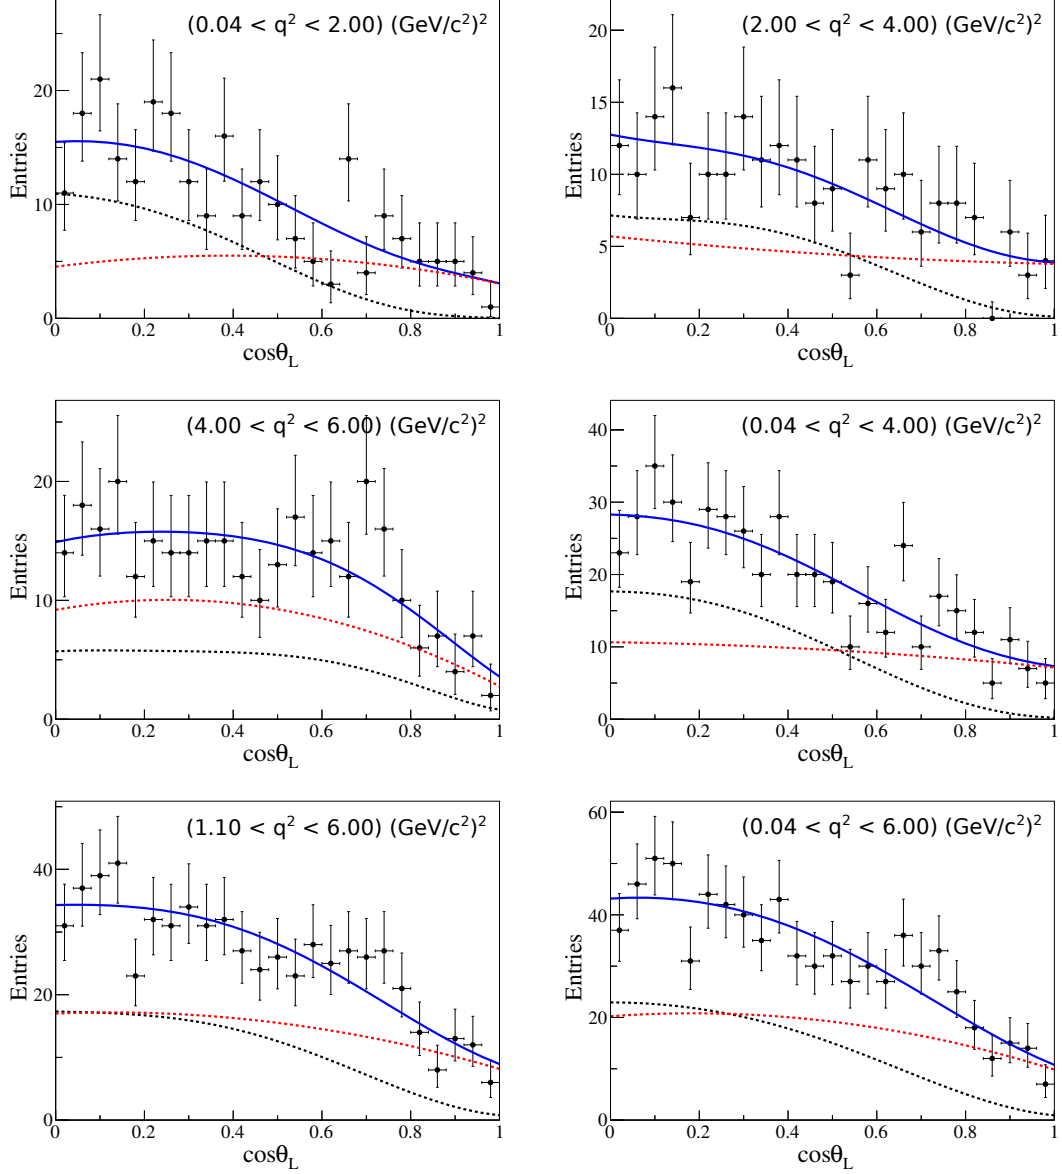 (0.04 < q² < 2.00) (GeV/c²)²
Entries
20
10
0
0 0.2 0.4 0.6 0.8 1
cosθ_L
(2.00 < q² < 4.00) (GeV/c²)²
Entries
20
15
10
5
0
0 0.2 0.4 0.6 0.8 1
cosθ_L
(4.00 < q² < 6.00) (GeV/c²)²
Entries
20
10
0
0 0.2 0.4 0.6 0.8 1
cosθ_L
(0.04 < q² < 4.00) (GeV/c²)²
Entries
40
30
20
10
0
0 0.2 0.4 0.6 0.8 1
cosθ_L
(1.10 < q² < 6.00) (GeV/c²)²
Entries
40
20
0
0 0.2 0.4 0.6 0.8 1
cosθ_L
(0.04 < q² < 6.00) (GeV/c²)²
Entries
60
40
20
0
0 0.2 0.4 0.6 0.8 1
cosθ_L